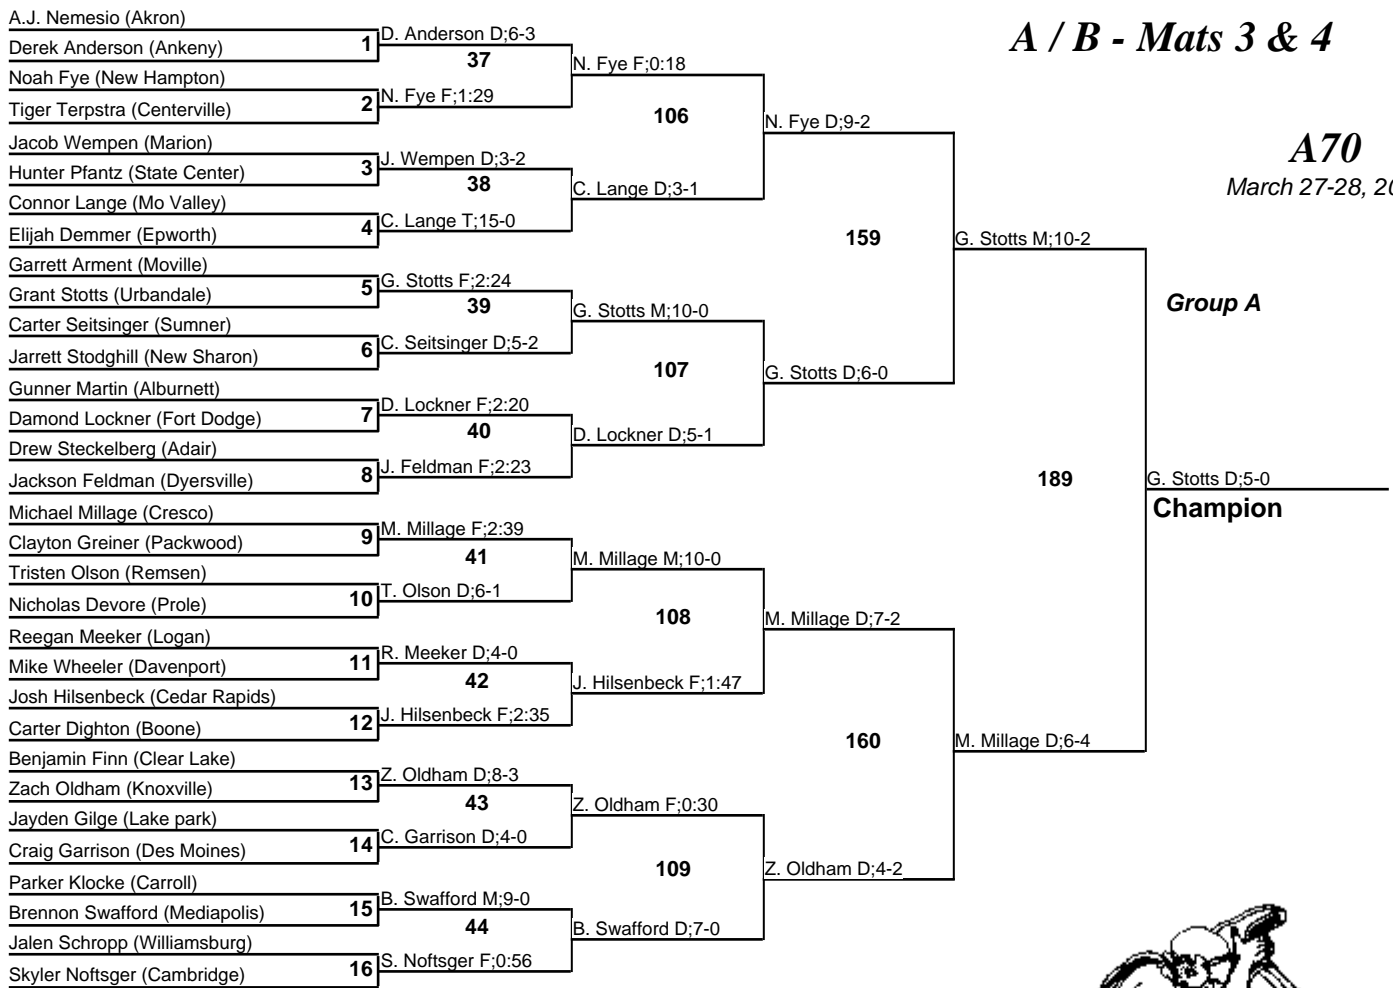 A / B - Mats 3 & 4
A70
March 27-28, 20
Group A
A.J. Nemesio (Akron)
Derek Anderson (Ankeny)
1
D. Anderson D;6-3
37
Noah Fye (New Hampton)
Tiger Terpstra (Centerville)
2
N. Fye F;1:29
N. Fye F;0:18
106
Jacob Wempen (Marion)
Hunter Pfantz (State Center)
3
J. Wempen D;3-2
38
Connor Lange (Mo Valley)
Elijah Demmer (Epworth)
4
C. Lange T;15-0
C. Lange D;3-1
N. Fye D;9-2
159
Garrett Arment (Moville)
Grant Stotts (Urbandale)
5
G. Stotts F;2:24
39
Carter Seitsinger (Sumner)
Jarrett Stodghill (New Sharon)
6
C. Seitsinger D;5-2
G. Stotts M;10-0
107
Gunner Martin (Alburnett)
Damond Lockner (Fort Dodge)
7
D. Lockner F;2:20
40
Drew Steckelberg (Adair)
Jackson Feldman (Dyersville)
8
J. Feldman F;2:23
D. Lockner D;5-1
G. Stotts D;6-0
G. Stotts M;10-2
189
Michael Millage (Cresco)
Clayton Greiner (Packwood)
9
M. Millage F;2:39
41
Tristen Olson (Remsen)
Nicholas Devore (Prole)
10
T. Olson D;6-1
M. Millage M;10-0
108
Reegan Meeker (Logan)
Mike Wheeler (Davenport)
11
R. Meeker D;4-0
42
Josh Hilsenbeck (Cedar Rapids)
Carter Dighton (Boone)
12
J. Hilsenbeck F;2:35
J. Hilsenbeck F;1:47
M. Millage D;7-2
160
Benjamin Finn (Clear Lake)
Zach Oldham (Knoxville)
13
Z. Oldham D;8-3
43
Jayden Gilge (Lake park)
Craig Garrison (Des Moines)
14
C. Garrison D;4-0
Z. Oldham F;0:30
109
Parker Klocke (Carroll)
Brennon Swafford (Mediapolis)
15
B. Swafford M;9-0
44
Jalen Schropp (Williamsburg)
Skyler Noftsger (Cambridge)
16
S. Noftsger F;0:56
B. Swafford D;7-0
Z. Oldham D;4-2
M. Millage D;6-4
G. Stotts D;5-0
Champion